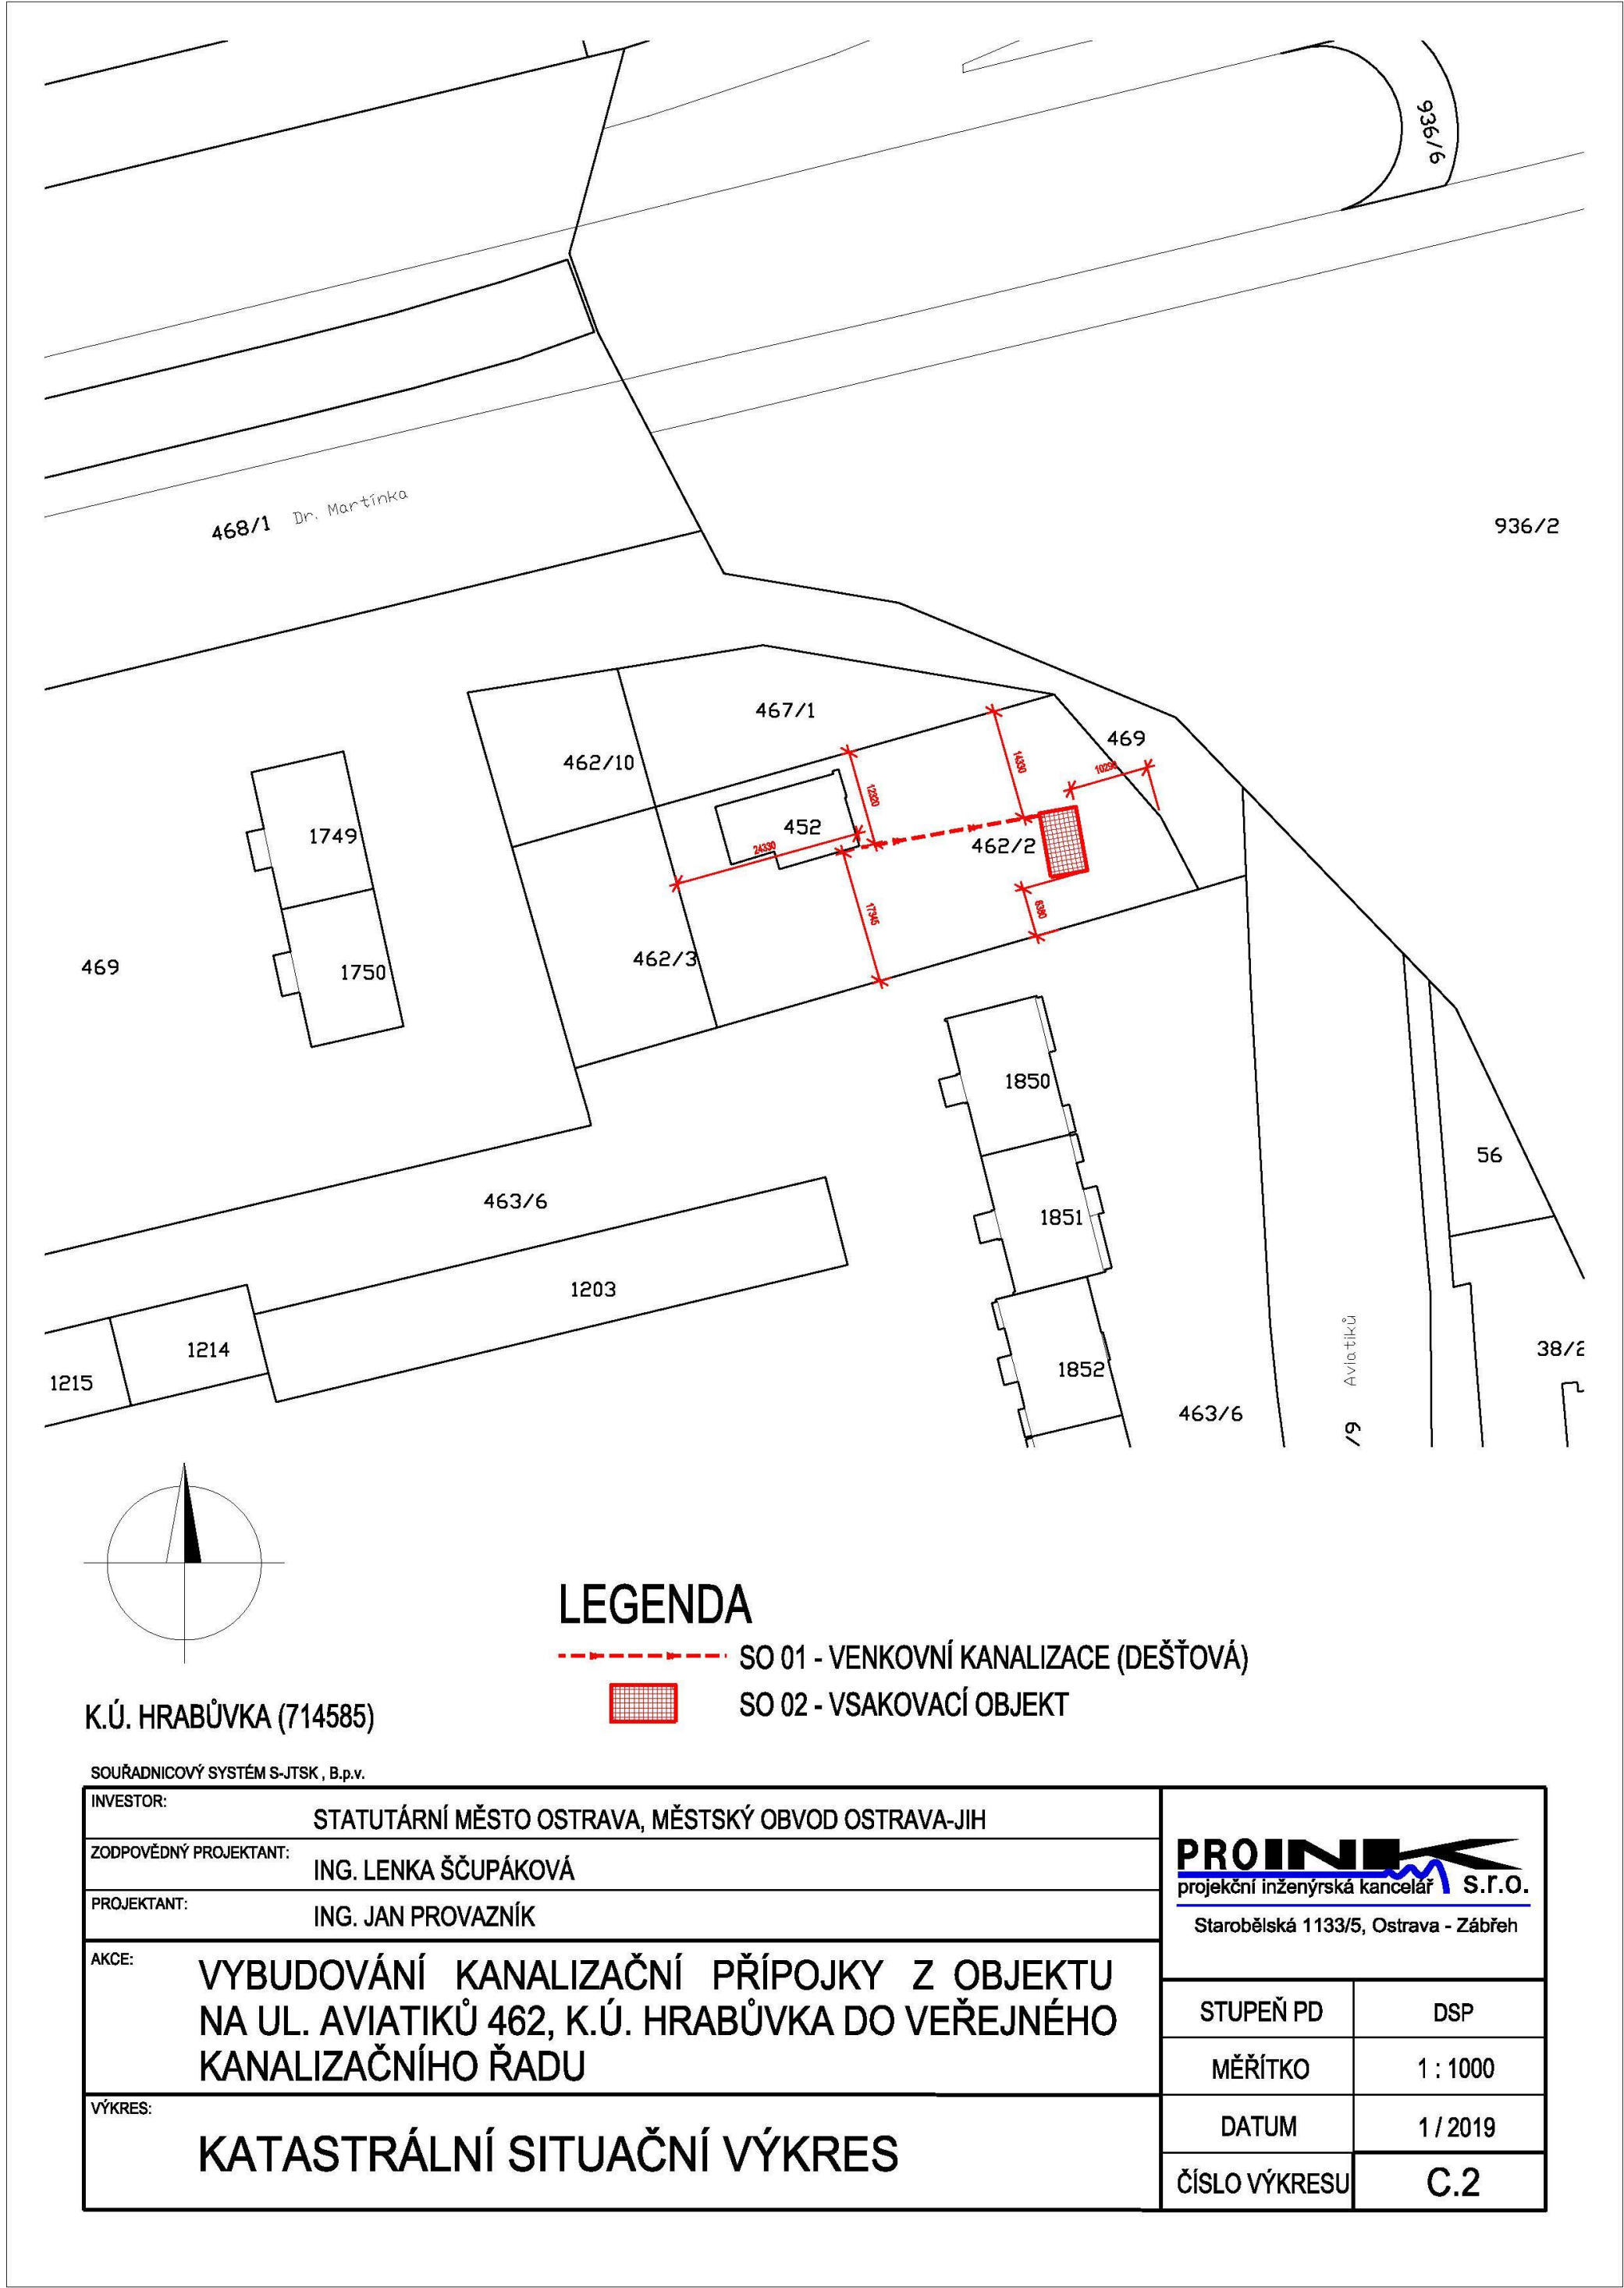 936/6
468/1 Dr. Martínka
936/2
467/1
469
462/10
14330
10290
12320
1749
452
462/2
24330
17345
8380
462/3
469
1750
1850
56
463/6
1851
1203
1214
1215
1852
Aviatiků
38/2
463/6
/9
LEGENDA
SO 01 - VENKOVNÍ KANALIZACE (DEŠŤOVÁ)
SO 02 - VSAKOVACÍ OBJEKT
K.Ú. HRABŮVKA (714585)
SOUŘADNICOVÝ SYSTÉM S-JTSK , B.p.v.
INVESTOR:
STATUTÁRNÍ MĚSTO OSTRAVA, MĚSTSKÝ OBVOD OSTRAVA-JIH
ZODPOVĚDNÝ PROJEKTANT:
ING. LENKA ŠČUPÁKOVÁ
PROJEKTANT:
ING. JAN PROVAZNÍK
PROINK
projekční inženýrská kancelář s.r.o.
Starobělská 1133/5, Ostrava - Zábřeh
AKCE:
VYBUDOVÁNÍ KANALIZAČNÍ PŘÍPOJKY Z OBJEKTU
NA UL. AVIATIKŮ 462, K.Ú. HRABŮVKA DO VEŘEJNÉHO
KANALIZAČNÍHO ŘADU
STUPEŇ PD DSP
MĚŘÍTKO 1 : 1000
DATUM 1 / 2019
ČÍSLO VÝKRESU C.2
VÝKRES:
KATASTRÁLNÍ SITUAČNÍ VÝKRES